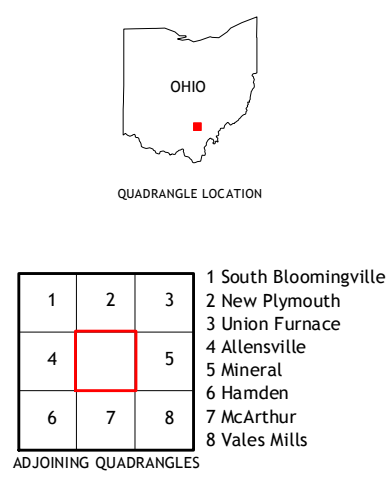 OHIO
QUADRANGLE LOCATION
1 2 3
4 5
6 7 8
1 South Bloomingville
2 New Plymouth
3 Union Furnace
4 Allensville
5 Mineral
6 Hamden
7 McArthur
8 Vales Mills
ADJOINING QUADRANGLES